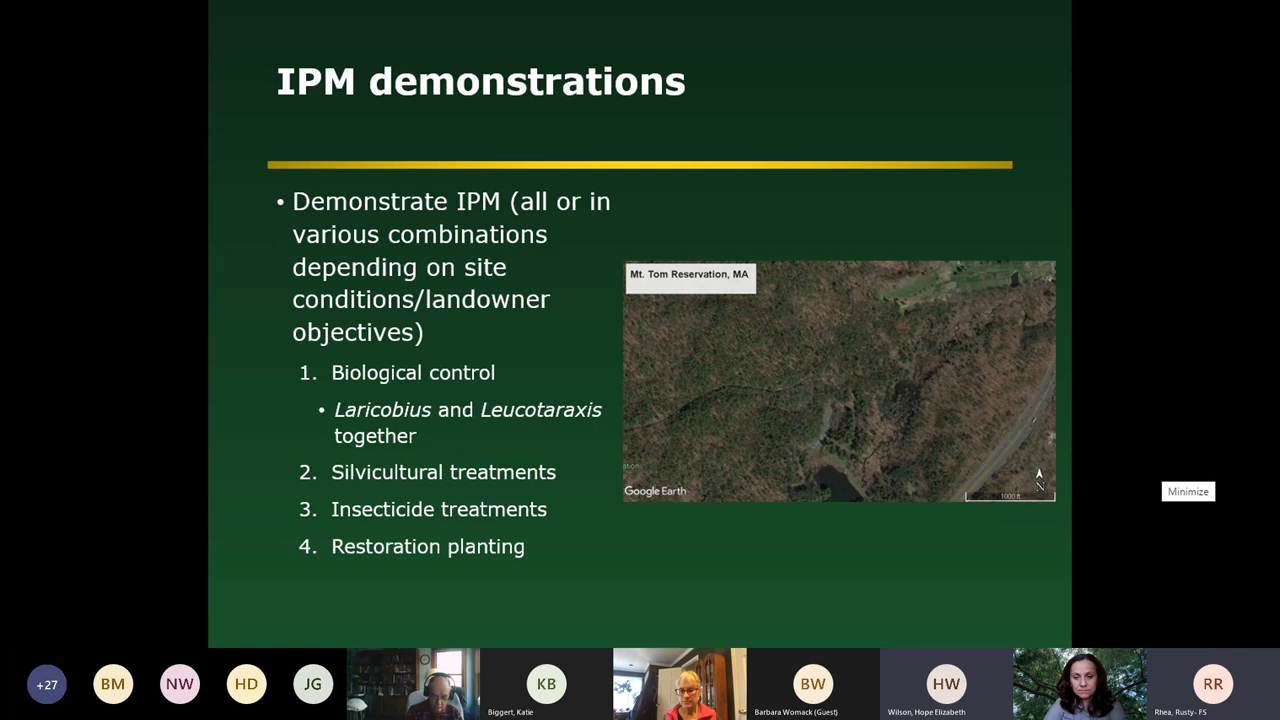 IPM demonstrations
• Demonstrate IPM (all or in
various combinations
depending on site
conditions/landowner
objectives)
1. Biological control
• Laricobius and Leucotaraxis
together
2. Silvicultural treatments
3. Insecticide treatments
4. Restoration planting
Mt. Tom Reservation, MA
ation
Google Earth
N
1000 ft
Minimize
+27
BM
NW
HD
JG
KB
Biggert, Katie
BW
Barbara Womack (Guest)
HW
Wilson, Hope Elizabeth
RR
Rhea, Rusty- FS